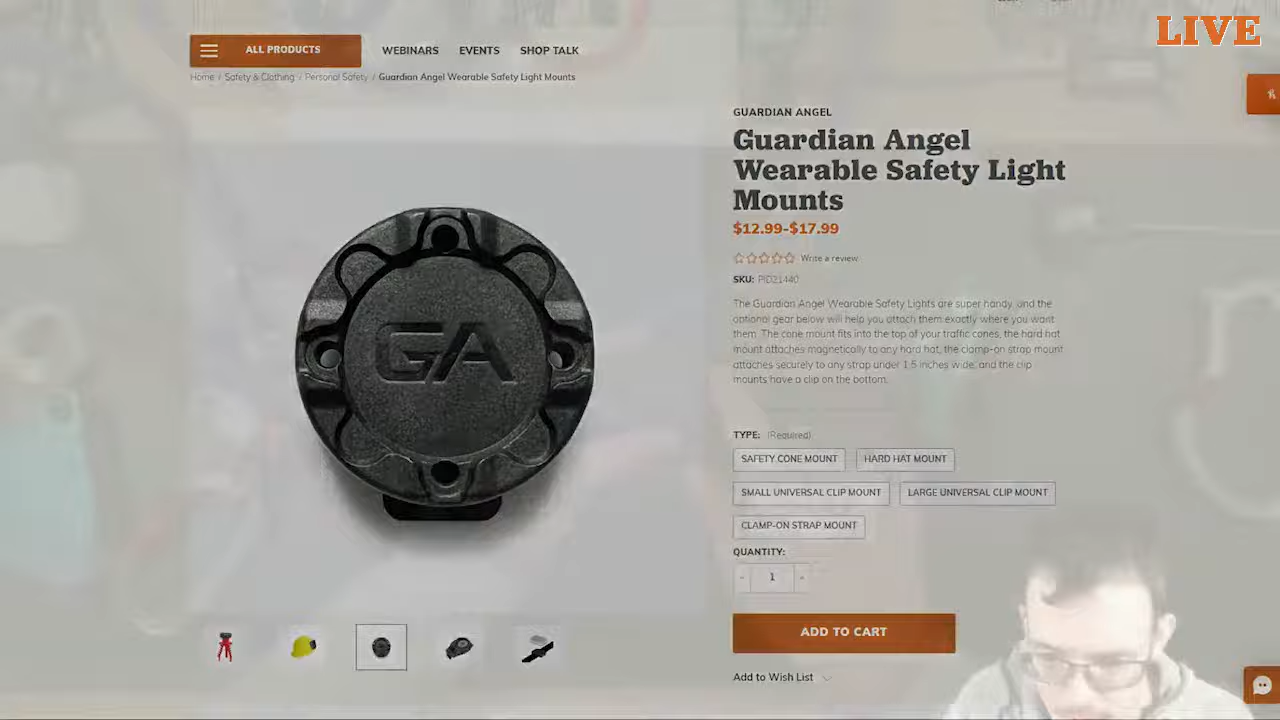 LIVE
ALL PRODUCTS
WEBINARS
EVENTS
SHOP TALK
Home / Safety & Clothing / Personal Safety / Guardian Angel Wearable Safety Light Mounts
GA
GUARDIAN ANGEL
Guardian Angel
Wearable Safety Light
Mounts
$12.99-$17.99
Write a review
SKU: PID21440
The Guardian Angel Wearable Safety Lights are super handy, and the
optional gear below will help you attach them exactly where you want
them. The cone mount fits into the top of your traffic cones, the hard hat
mount attaches magnetically to any hard hat, the clamp-on strap mount
attaches securely to any strap under 1.5 inches wide, and the clip
mounts have a clip on the bottom.
TYPE: (Required)
SAFETY CONE MOUNT
HARD HAT MOUNT
SMALL UNIVERSAL CLIP MOUNT
LARGE UNIVERSAL CLIP MOUNT
CLAMP-ON STRAP MOUNT
QUANTITY:
- 1 +
ADD TO CART
Add to Wish List